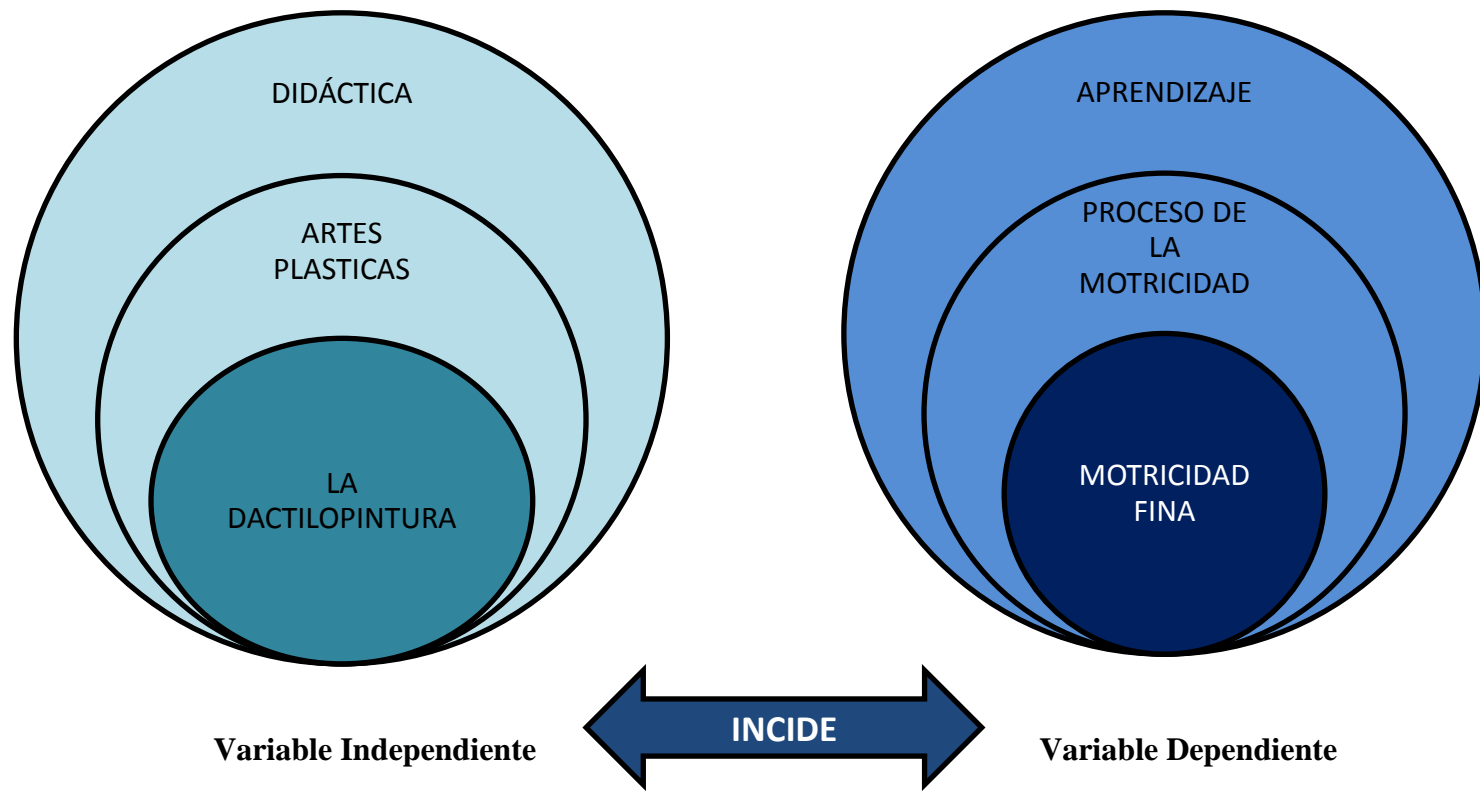 DIDÁCTICA
ARTES
PLASTICAS
LA
DACTILOPINTURA
APRENDIZAJE
PROCESO DE
LA
MOTRICIDAD
MOTRICIDAD
FINA
INCIDE
Variable Independiente
Variable Dependiente